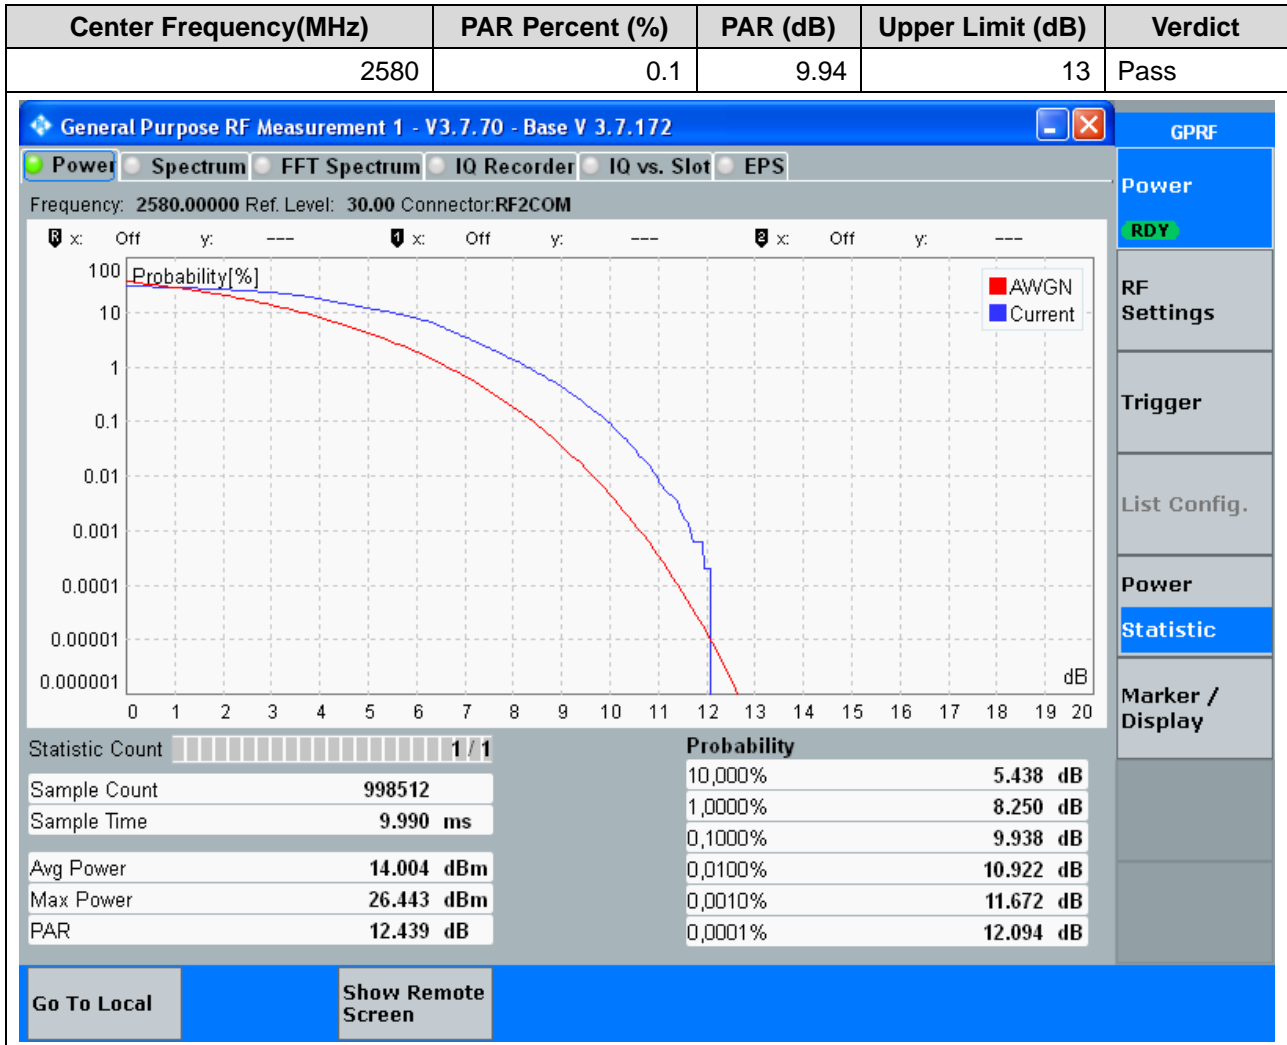 Center Frequency(MHz) PAR Percent (%) PAR (dB) Upper Limit (dB) Verdict
2580 0.1 9.94 13 Pass
General Purpose RF Measurement 1 - V3.7.70 - Base V 3.7.172
GPRF
Power Spectrum FFT Spectrum IQ Recorder IQ vs. Slot EPS
Frequency: 2580.00000 Ref. Level: 30.00 Connector:RF2COM
R x: Off y: --- 1 x: Off y: --- 2 x: Off y: ---
Probability[%]
AWGN
Current
100
10
1
0.1
0.01
0.001
0.0001
0.00001
0.000001
dB
0 1 2 3 4 5 6 7 8 9 10 11 12 13 14 15 16 17 18 19 20
Statistic Count 1 / 1
Sample Count 998512
Sample Time 9.990 ms
Avg Power 14.004 dBm
Max Power 26.443 dBm
PAR 12.439 dB
Probability
10,000% 5.438 dB
1,0000% 8.250 dB
0,1000% 9.938 dB
0,0100% 10.922 dB
0,0010% 11.672 dB
0,0001% 12.094 dB
Power
RDY
RF
Settings
Trigger
List Config.
Power
Statistic
Marker /
Display
Go To Local
Show Remote
Screen